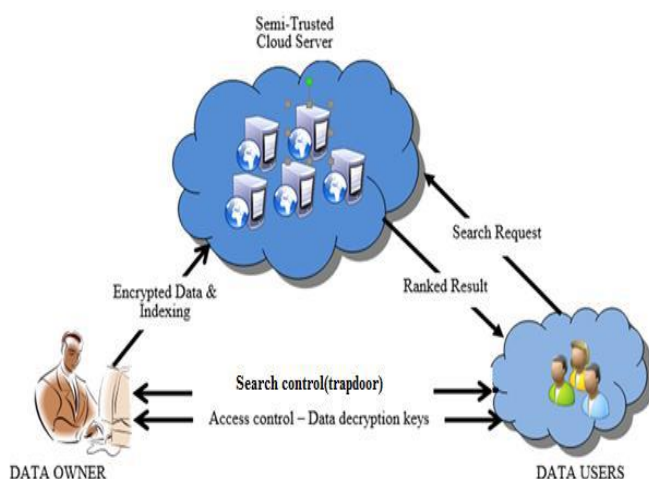 Semi-Trusted
Cloud Server
Search Request
Ranked Result
Encrypted Data &
Indexing
Search control(trapdoor)
Access control – Data decryption keys
DATA OWNER
DATA USERS